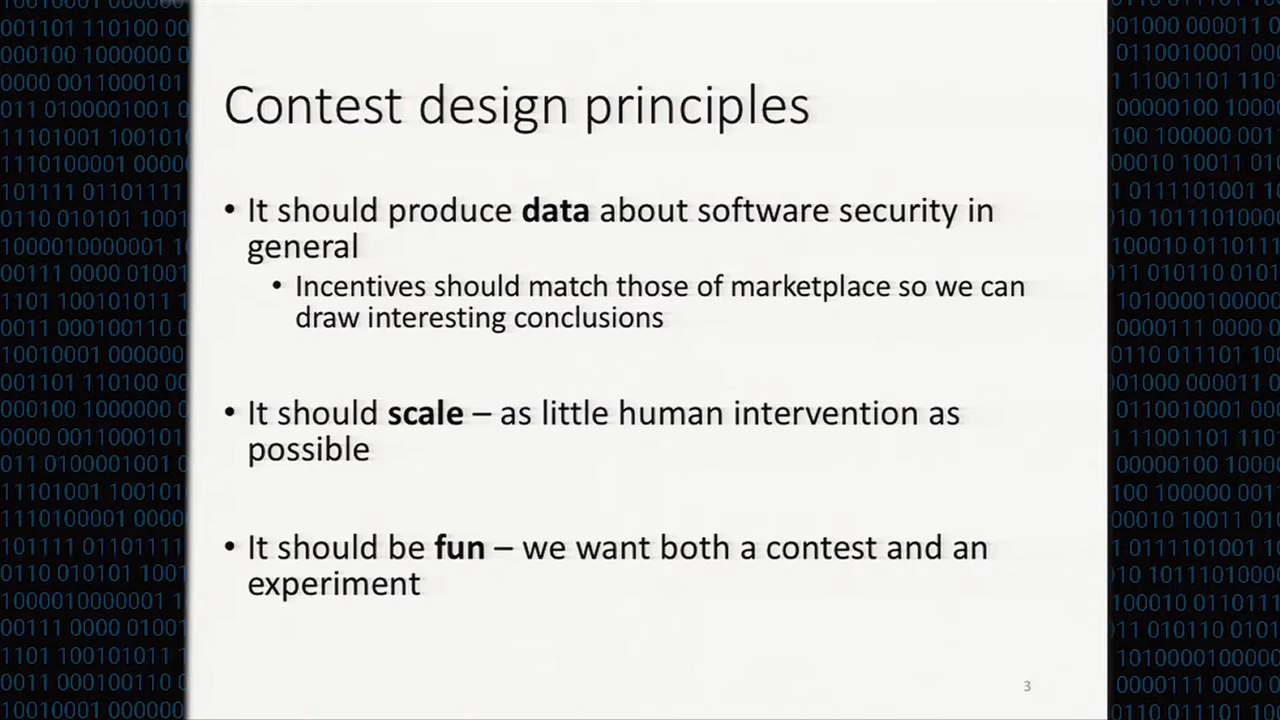 Contest design principles
• It should produce data about software security in
general
• Incentives should match those of marketplace so we can
draw interesting conclusions
• It should scale – as little human intervention as
possible
• It should be fun – we want both a contest and an
experiment
3